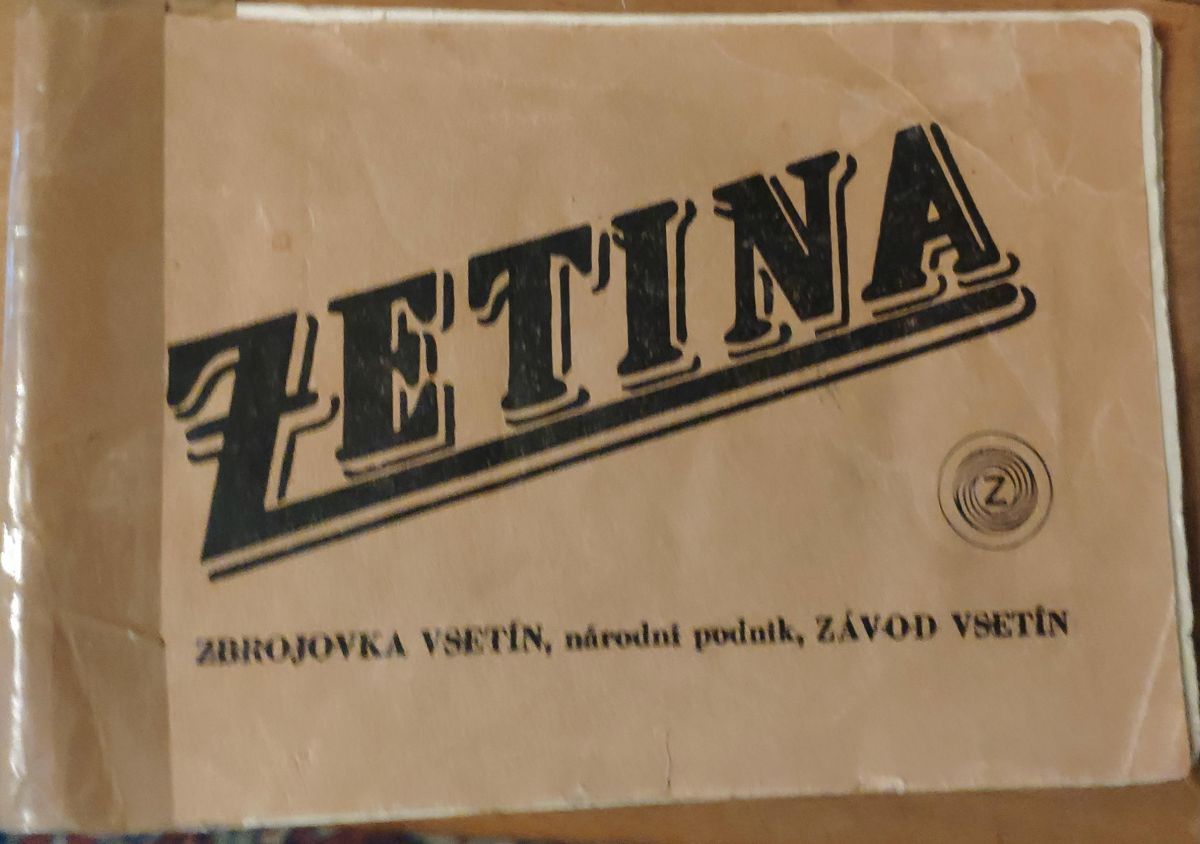 ZETINA
Z
ZBROJOVKA VSETÍN, národní podnik, ZÁVOD VSETÍN